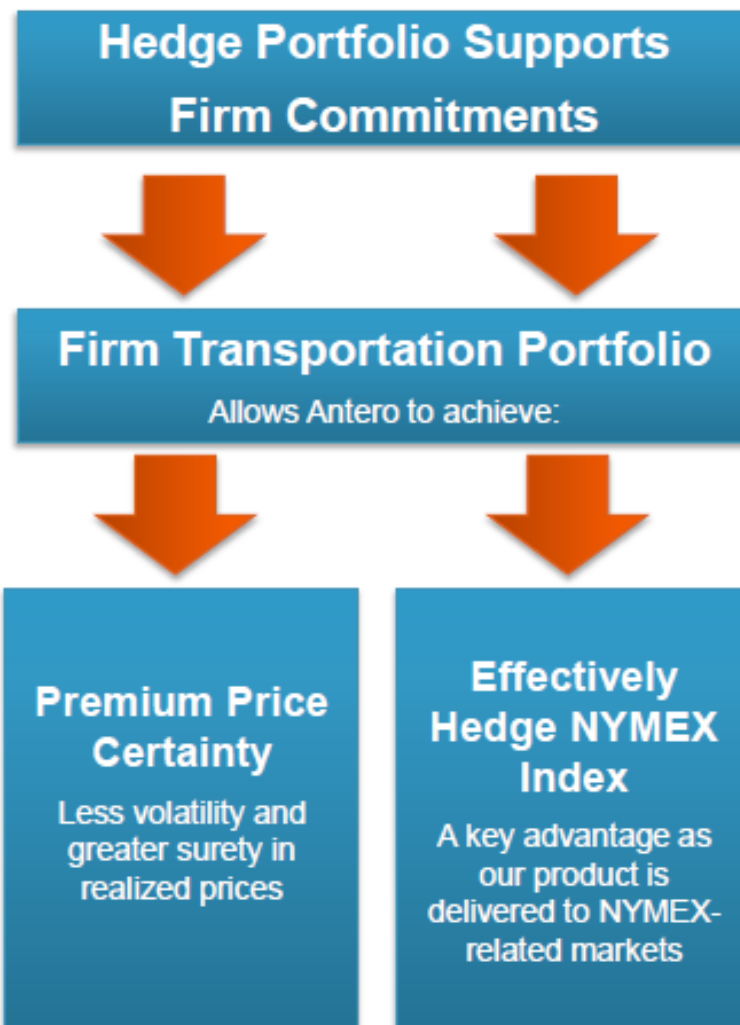 Hedge Portfolio Supports
Firm Commitments
Firm Transportation Portfolio
Allows Antero to achieve:
Premium Price
Certainty
Less volatility and
greater surety in
realized prices
Effectively
Hedge NYMEX
Index
A key advantage as
our product is
delivered to NYMEX-
related markets